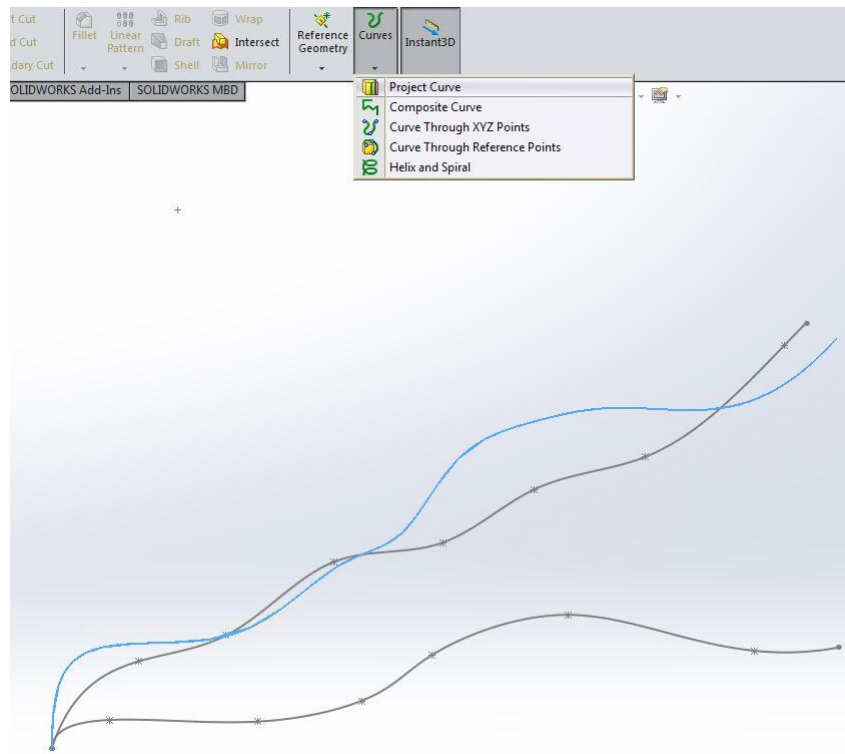 t Cut
d Cut
dary Cut
Fillet
Linear
Pattern
Rib
Draft
Shell
Wrap
Intersect
Mirror
Reference
Geometry
Curves
Instant3D
OLIDWORKS Add-Ins
SOLIDWORKS MBD
Project Curve
Composite Curve
Curve Through XYZ Points
Curve Through Reference Points
Helix and Spiral